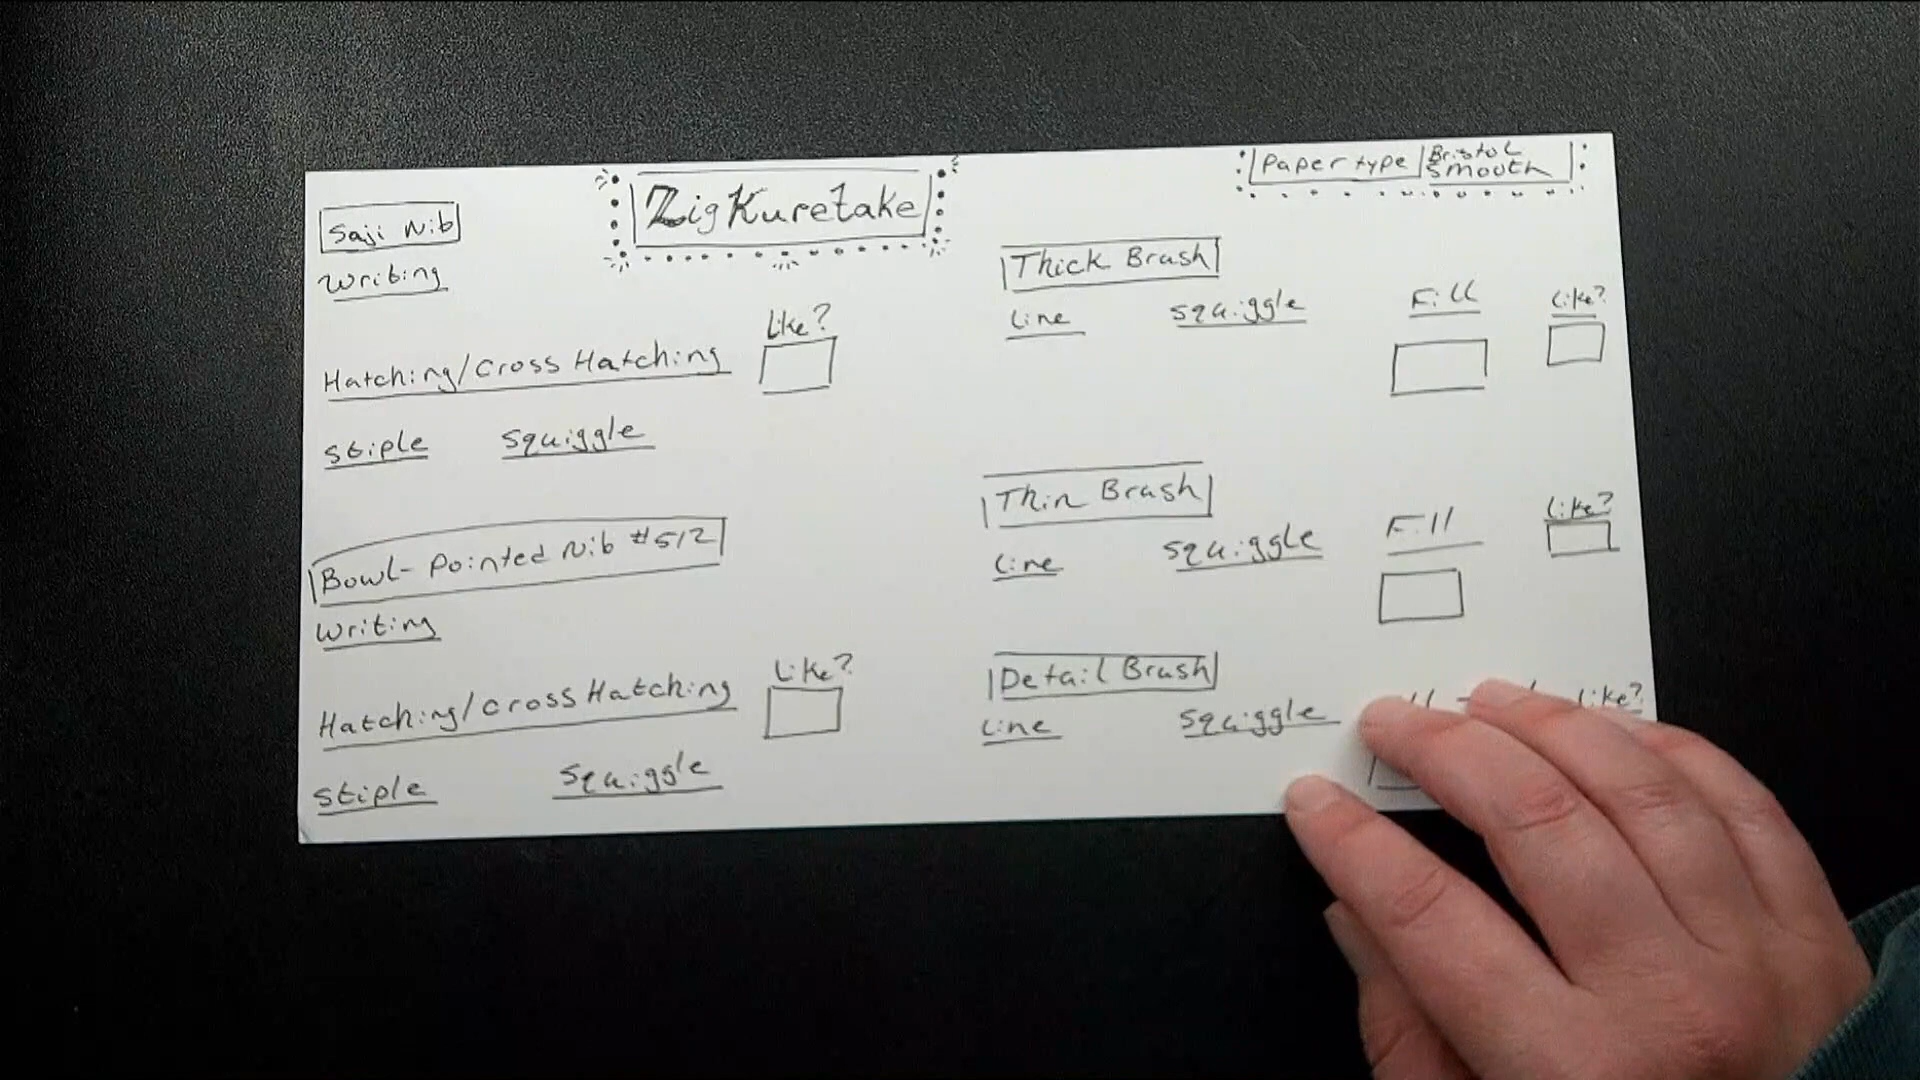 Zig Kuretake
Paper type Bristol Smooth
Saji Nib
Writing
Like?
Hatching/Cross Hatching
Stiple Squiggle
Bowl-Pointed Nib #512
Writing
Like?
Hatching/Cross Hatching
Stiple Squiggle
Thick Brush
Line Squiggle Fill Like?
Thin Brush
Line Squiggle Fill Like?
Detail Brush
Line Squiggle Like?